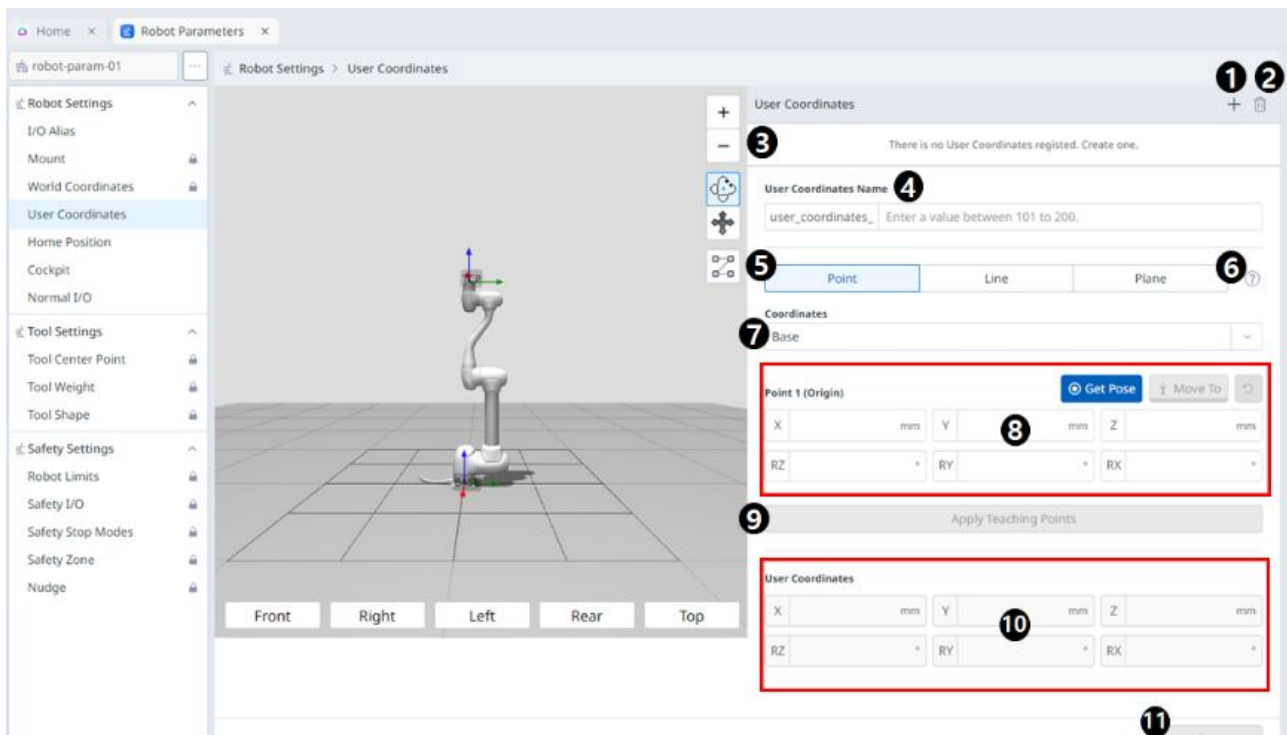 Home ×
Robot Parameters ×
robot-param-01 ...
Robot Settings > User Coordinates
Robot Settings
I/O Alias
Mount
World Coordinates
User Coordinates
Home Position
Cockpit
Normal I/O
Tool Settings
Tool Center Point
Tool Weight
Tool Shape
Safety Settings
Robot Limits
Safety I/O
Safety Stop Modes
Safety Zone
Nudge
+
−
Front
Right
Left
Rear
Top
1 2
User Coordinates +
3 There is no User Coordinates registed. Create one.
User Coordinates Name 4
user_coordinates_ Enter a value between 101 to 200.
5 Point Line Plane 6 ?
Coordinates
7 Base
Point 1 (Origin) Get Pose Move To
X mm Y 8 mm Z mm
RZ ° RY ° RX °
9 Apply Teaching Points
User Coordinates
X mm Y 10 mm Z mm
RZ ° RY ° RX °
11